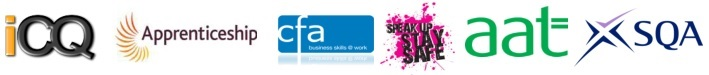 iCQ
Apprenticeship
cfa
business skills @ work
SPEAK UP
STAY
SAFE
aat
SQA